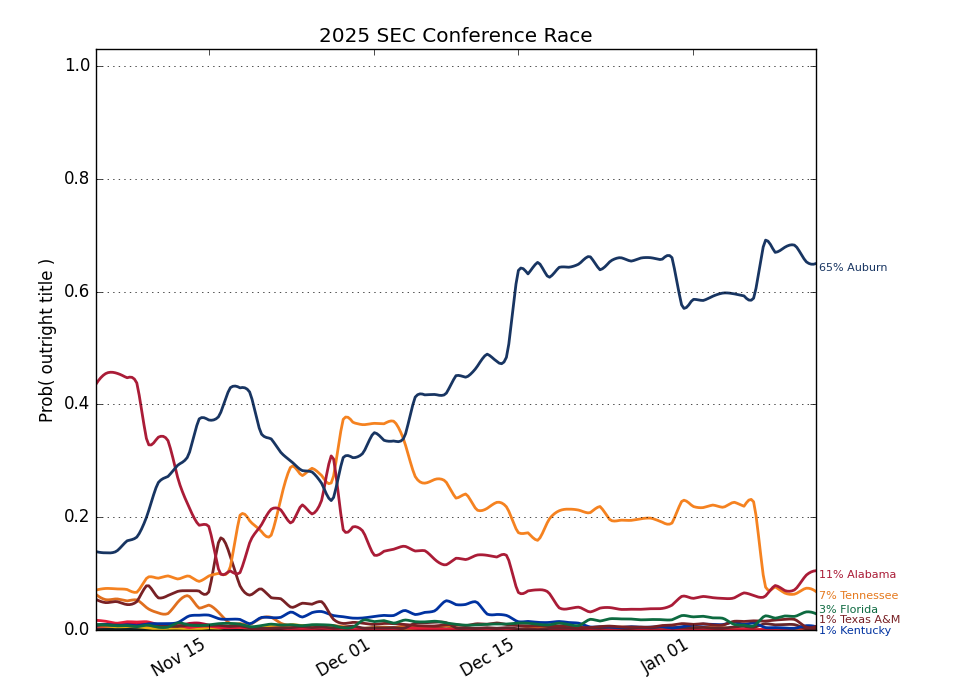 2025 SEC Conference Race
Prob( outright title )
1.0
0.8
0.6
0.4
0.2
0.0
Nov 15
Dec 01
Dec 15
Jan 01
65% Auburn
11% Alabama
7% Tennessee
3% Florida
1% Texas A&M
1% Kentucky